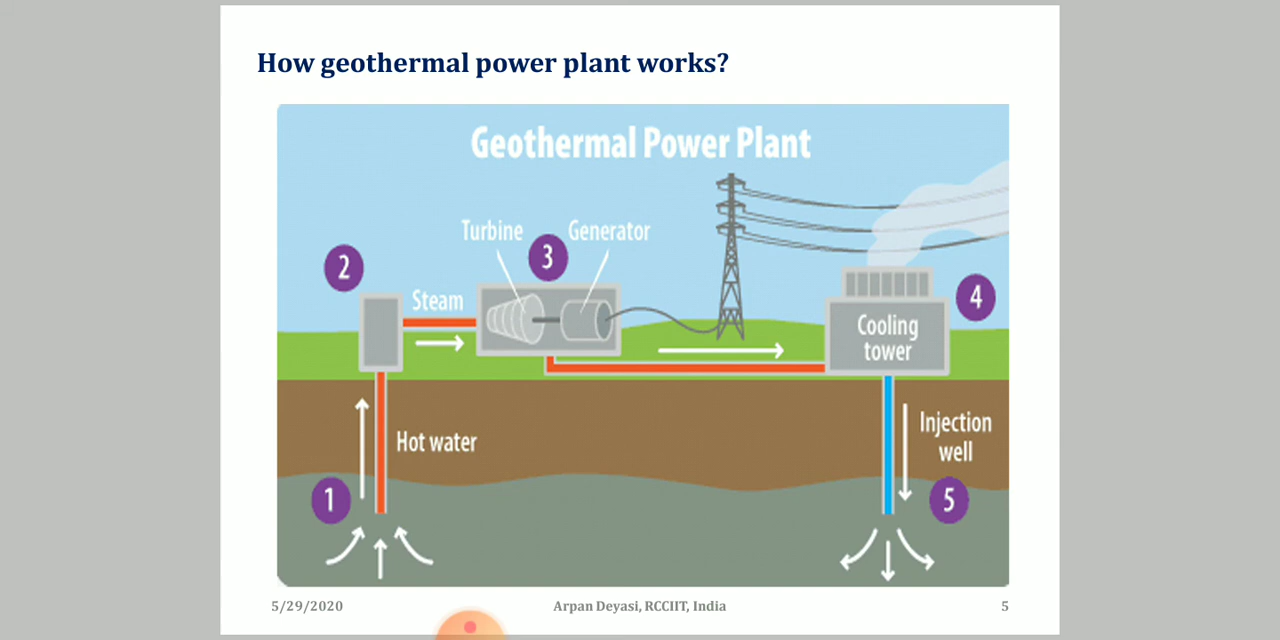 How geothermal power plant works?
Geothermal Power Plant
Turbine
3
Generator
2
Steam
4
Cooling
tower
Hot water
Injection
well
1
5
5/29/2020
Arpan Deyasi, RCCIIT, India
5